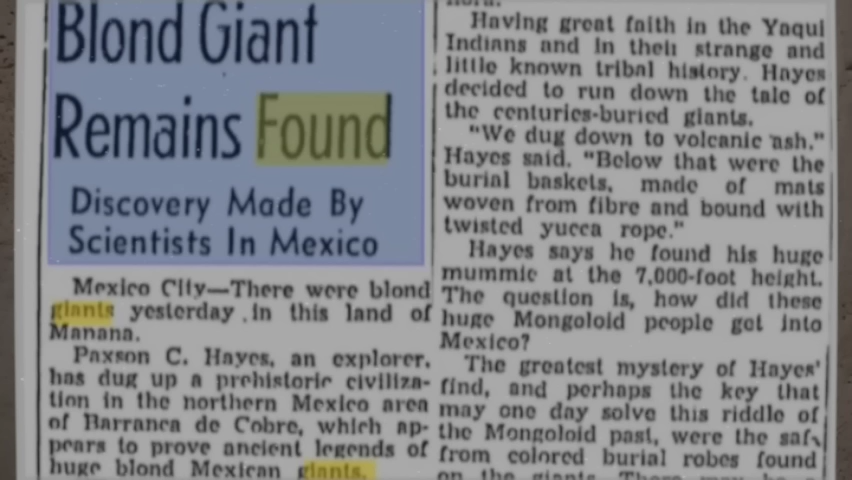 Blond Giant
Remains Found
Discovery Made By
Scientists In Mexico
Mexico City—There were blond
giants yesterday in this land of
Manana.
Paxson C. Hayes, an explorer,
has dug up a prehistoric civiliza-
tion in the northern Mexico area
of Barranca de Cobre, which ap-
pears to prove ancient legends of
huge blond Mexican giants.
Having great faith in the Yaqui
Indians and in their strange and
little known tribal history, Hayes
decided to run down the tale of
the centuries-buried giants.
"We dug down to volcanic ash."
Hayes said. "Below that were the
burial baskets, made of mats
woven from fibre and bound with
twisted yucca rope."
Hayes says he found his huge
mummie at the 7,000-foot height.
The question is, how did these
huge Mongoloid people get into
Mexico?
The greatest mystery of Hayes'
find, and perhaps the key that
may one day solve this riddle of
the Mongoloid past, were the
from colored burial robes found
on the giants. There may be